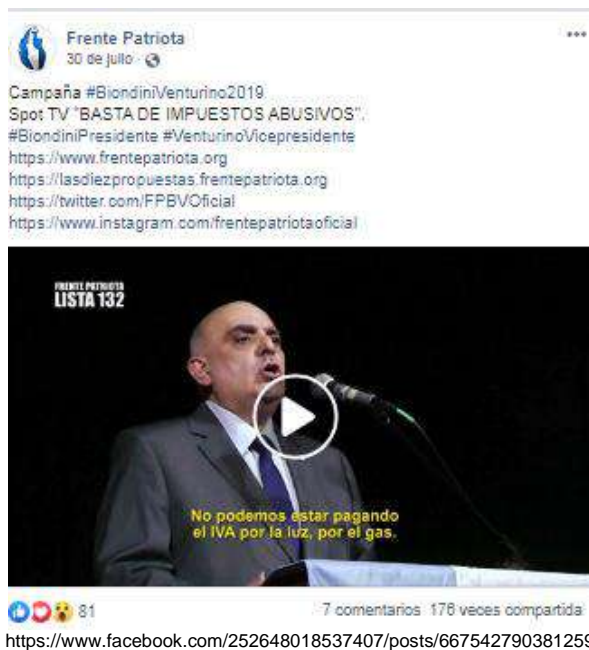 Frente Patriota
30 de julio
Campaña #BiondiniVenturino2019
Spot TV "BASTA DE IMPUESTOS ABUSIVOS".
#BiondiniPresidente #VenturinoVicepresidente
https://www.frentepatriota.org
https://lasdiezpropuestas.frentepatriota.org
https://twitter.com/FPBVOficial
https://www.instagram.com/frentepatriotaoficial
FRENTE PATRIOTA
LISTA 132
No podemos estar pagando
el IVA por la luz, por el gas.
81
7 comentarios 176 veces compartida
https://www.facebook.com/252648018537407/posts/667542790381259